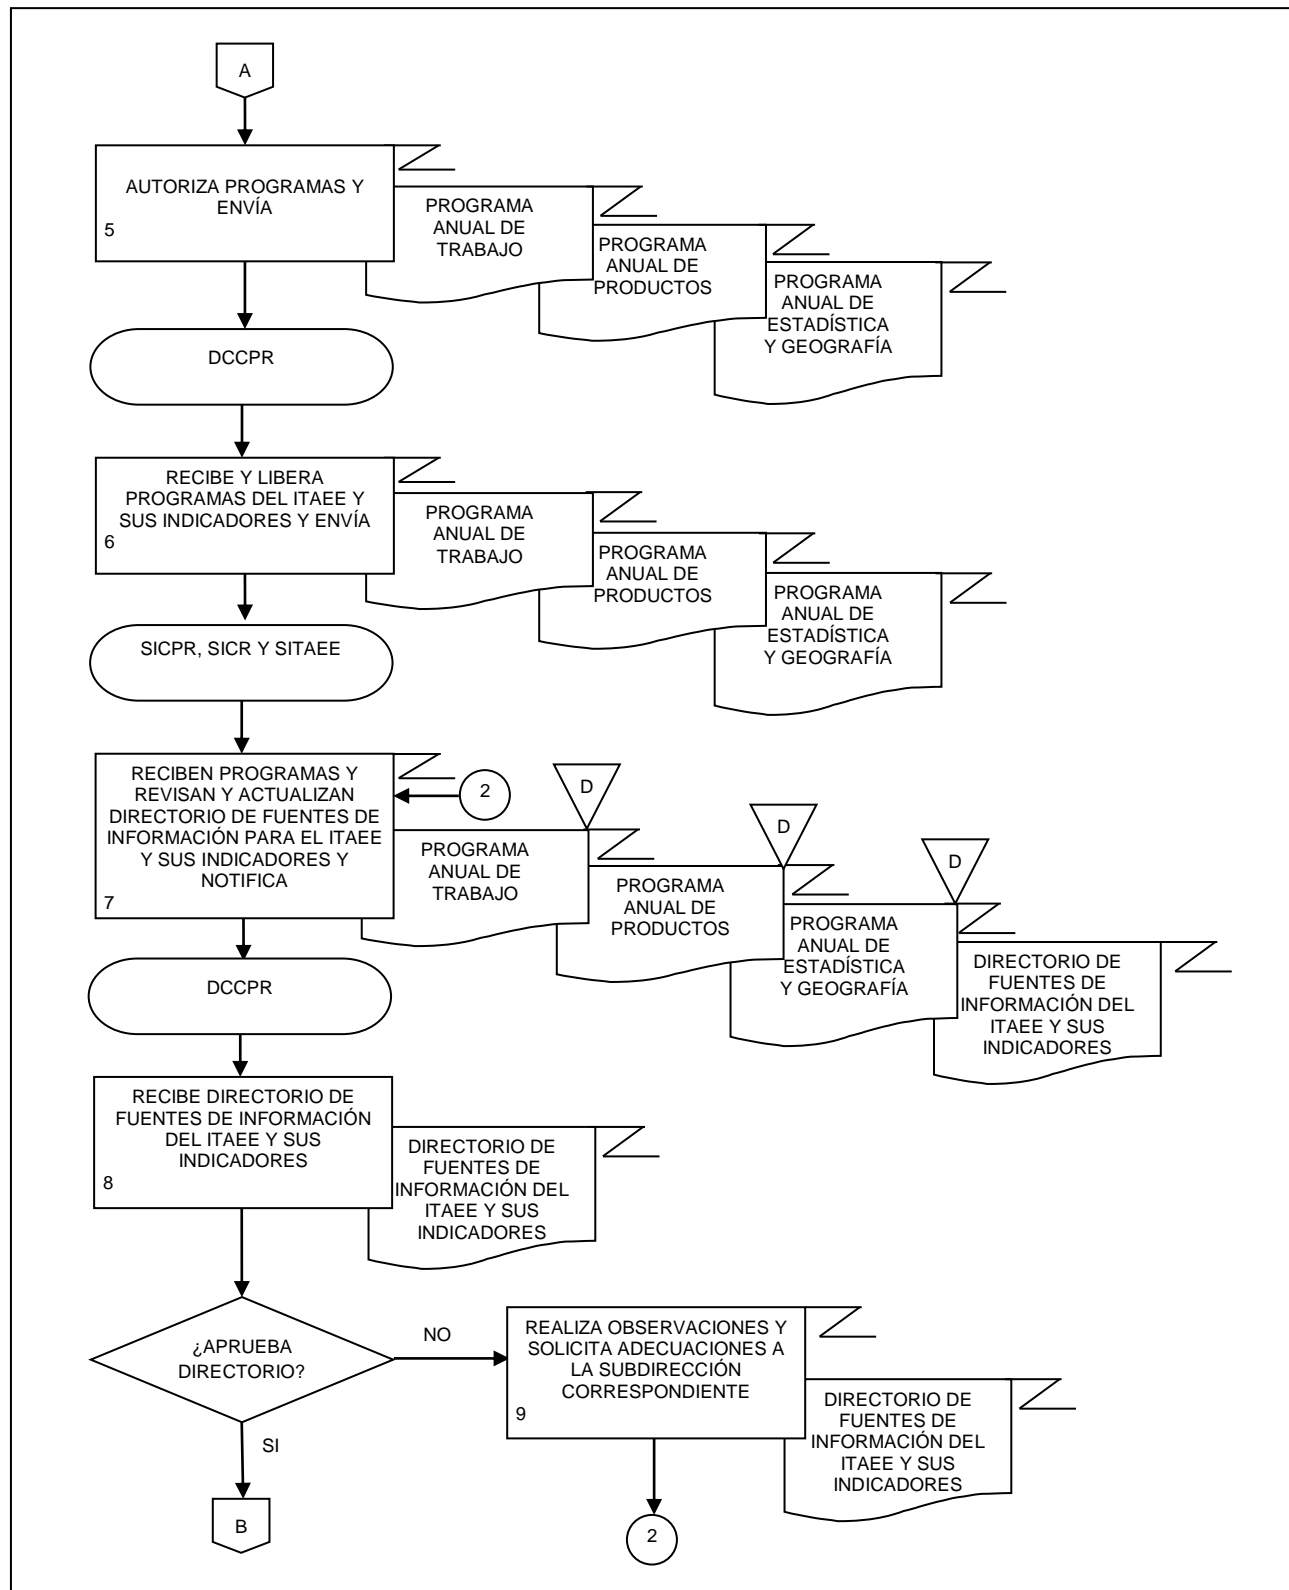 A
AUTORIZA PROGRAMAS Y
ENVÍA
5
PROGRAMA
ANUAL DE
TRABAJO
PROGRAMA
ANUAL DE
PRODUCTOS
PROGRAMA
ANUAL DE
ESTADÍSTICA
Y GEOGRAFÍA
DCCPR
RECIBE Y LIBERA
PROGRAMAS DEL ITAEE Y
SUS INDICADORES Y ENVÍA
6
PROGRAMA
ANUAL DE
TRABAJO
PROGRAMA
ANUAL DE
PRODUCTOS
PROGRAMA
ANUAL DE
ESTADÍSTICA
Y GEOGRAFÍA
SICPR, SICR Y SITAEE
RECIBEN PROGRAMAS Y
REVISAN Y ACTUALIZAN
DIRECTORIO DE FUENTES DE
INFORMACIÓN PARA EL ITAEE
Y SUS INDICADORES Y
NOTIFICA
7
2
D
D
D
PROGRAMA
ANUAL DE
TRABAJO
PROGRAMA
ANUAL DE
PRODUCTOS
PROGRAMA
ANUAL DE
ESTADÍSTICA
Y GEOGRAFÍA
DIRECTORIO DE
FUENTES DE
INFORMACIÓN DEL
ITAEE Y SUS
INDICADORES
DCCPR
RECIBE DIRECTORIO DE
FUENTES DE INFORMACIÓN
DEL ITAEE Y SUS
INDICADORES
8
DIRECTORIO DE
FUENTES DE
INFORMACIÓN DEL
ITAEE Y SUS
INDICADORES
¿APRUEBA
DIRECTORIO?
NO
SI
REALIZA OBSERVACIONES Y
SOLICITA ADECUACIONES A
LA SUBDIRECCIÓN
CORRESPONDIENTE
9
DIRECTORIO DE
FUENTES DE
INFORMACIÓN DEL
ITAEE Y SUS
INDICADORES
B
2